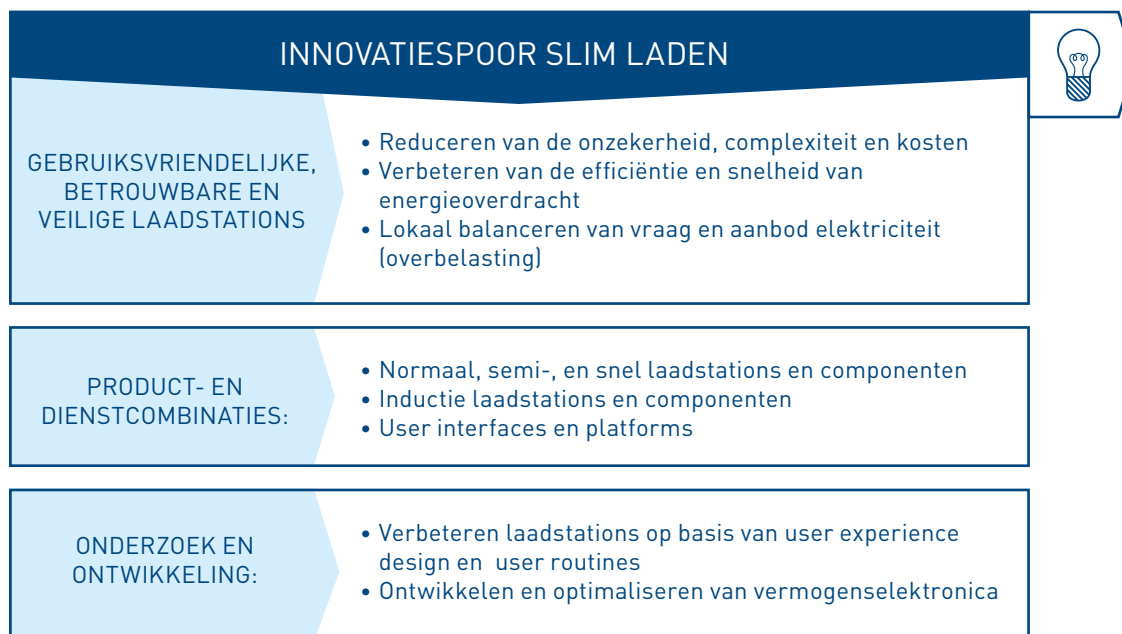 INNOVATIESPOOR SLIM LADEN
GEBRUIKSVRIENDELIJKE,
BETROUWBARE EN
VEILIGE LAADSTATIONS
• Reduceren van de onzekerheid, complexiteit en kosten
• Verbeteren van de efficiëntie en snelheid van
energieoverdracht
• Lokaal balanceren van vraag en aanbod elektriciteit
(overbelasting)
PRODUCT- EN
DIENSTCOMBINATIES:
• Normaal, semi-, en snel laadstations en componenten
• Inductie laadstations en componenten
• User interfaces en platforms
ONDERZOEK EN
ONTWIKKELING:
• Verbeteren laadstations op basis van user experience
design en user routines
• Ontwikkelen en optimaliseren van vermogenselektronica